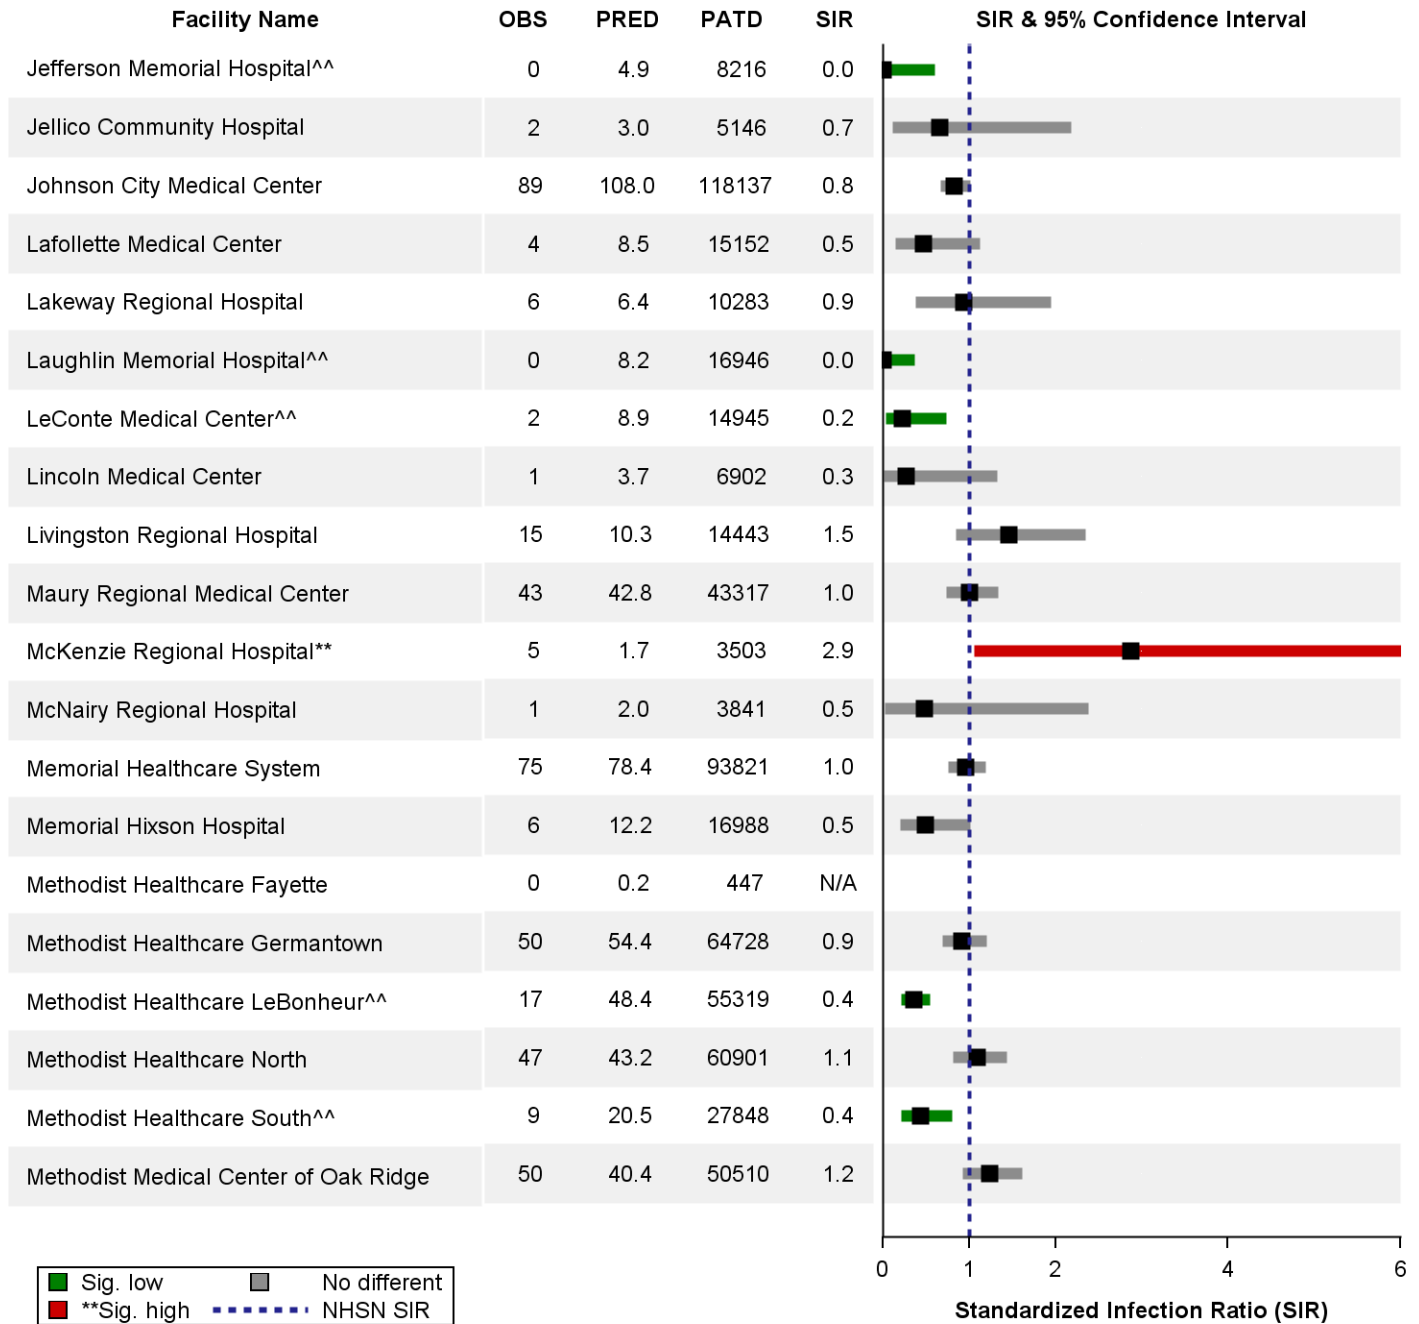 Facility Name OBS PRED PATD SIR SIR & 95% Confidence Interval
Jefferson Memorial Hospital^^ 0 4.9 8216 0.0
Jellico Community Hospital 2 3.0 5146 0.7
Johnson City Medical Center 89 108.0 118137 0.8
Lafollette Medical Center 4 8.5 15152 0.5
Lakeway Regional Hospital 6 6.4 10283 0.9
Laughlin Memorial Hospital^^ 0 8.2 16946 0.0
LeConte Medical Center^^ 2 8.9 14945 0.2
Lincoln Medical Center 1 3.7 6902 0.3
Livingston Regional Hospital 15 10.3 14443 1.5
Maury Regional Medical Center 43 42.8 43317 1.0
McKenzie Regional Hospital** 5 1.7 3503 2.9
McNairy Regional Hospital 1 2.0 3841 0.5
Memorial Healthcare System 75 78.4 93821 1.0
Memorial Hixson Hospital 6 12.2 16988 0.5
Methodist Healthcare Fayette 0 0.2 447 N/A
Methodist Healthcare Germantown 50 54.4 64728 0.9
Methodist Healthcare LeBonheur^^ 17 48.4 55319 0.4
Methodist Healthcare North 47 43.2 60901 1.1
Methodist Healthcare South^^ 9 20.5 27848 0.4
Methodist Medical Center of Oak Ridge 50 40.4 50510 1.2
0 1 2 4 6
Standardized Infection Ratio (SIR)
Sig. low No different
**Sig. high NHSN SIR